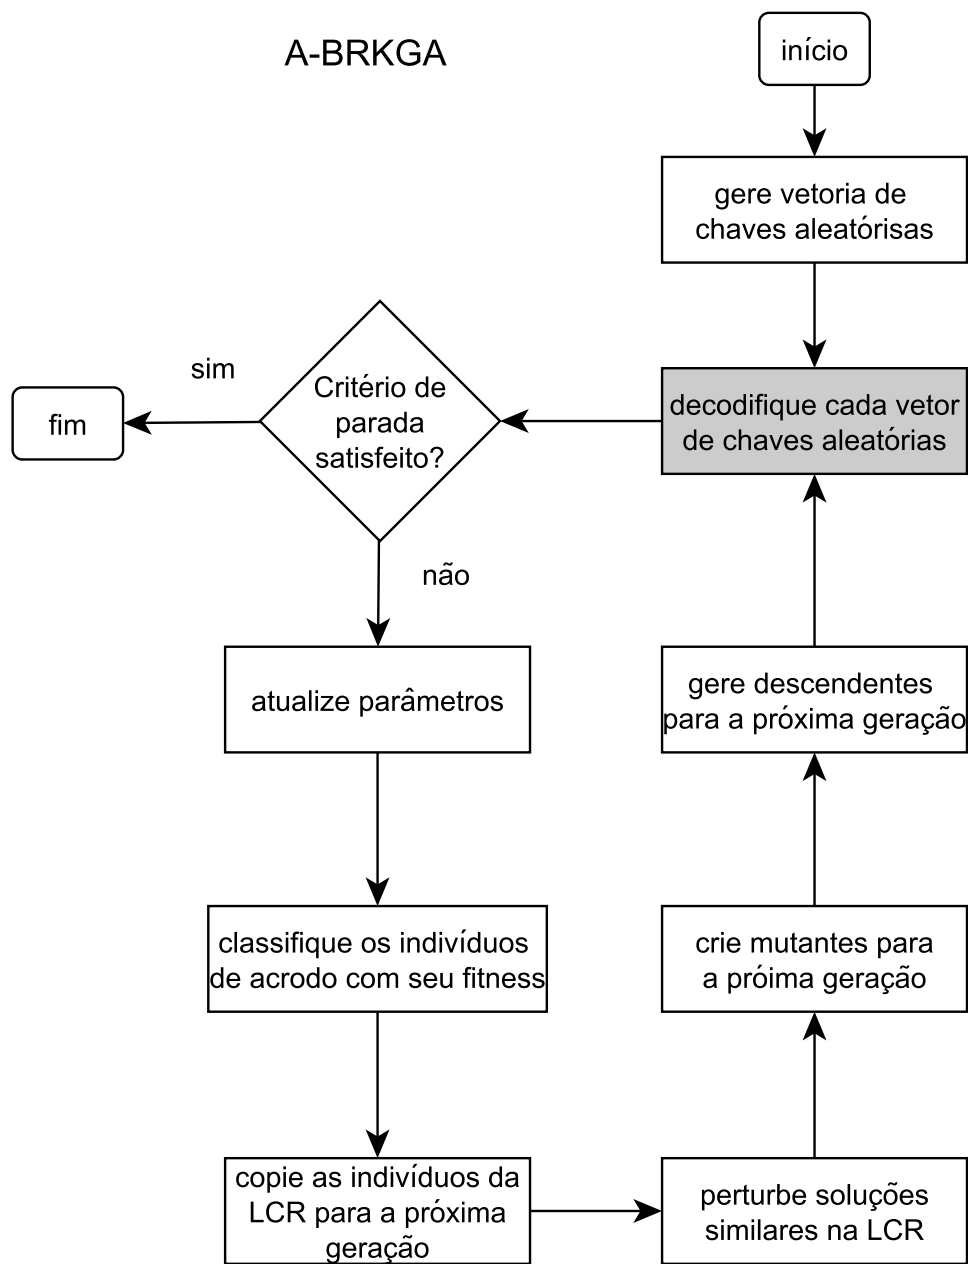 A-BRKGA
início
gere vetoria de
chaves aleatórisas
decodifique cada vetor
de chaves aleatórias
Critério de
parada
satisfeito?
sim
fim
não
atualize parâmetros
classifique os indivíduos
de acrodo com seu fitness
copie as indivíduos da
LCR para a próxima
geração
perturbe soluções
similares na LCR
crie mutantes para
a próima geração
gere descendentes
para a próxima geração